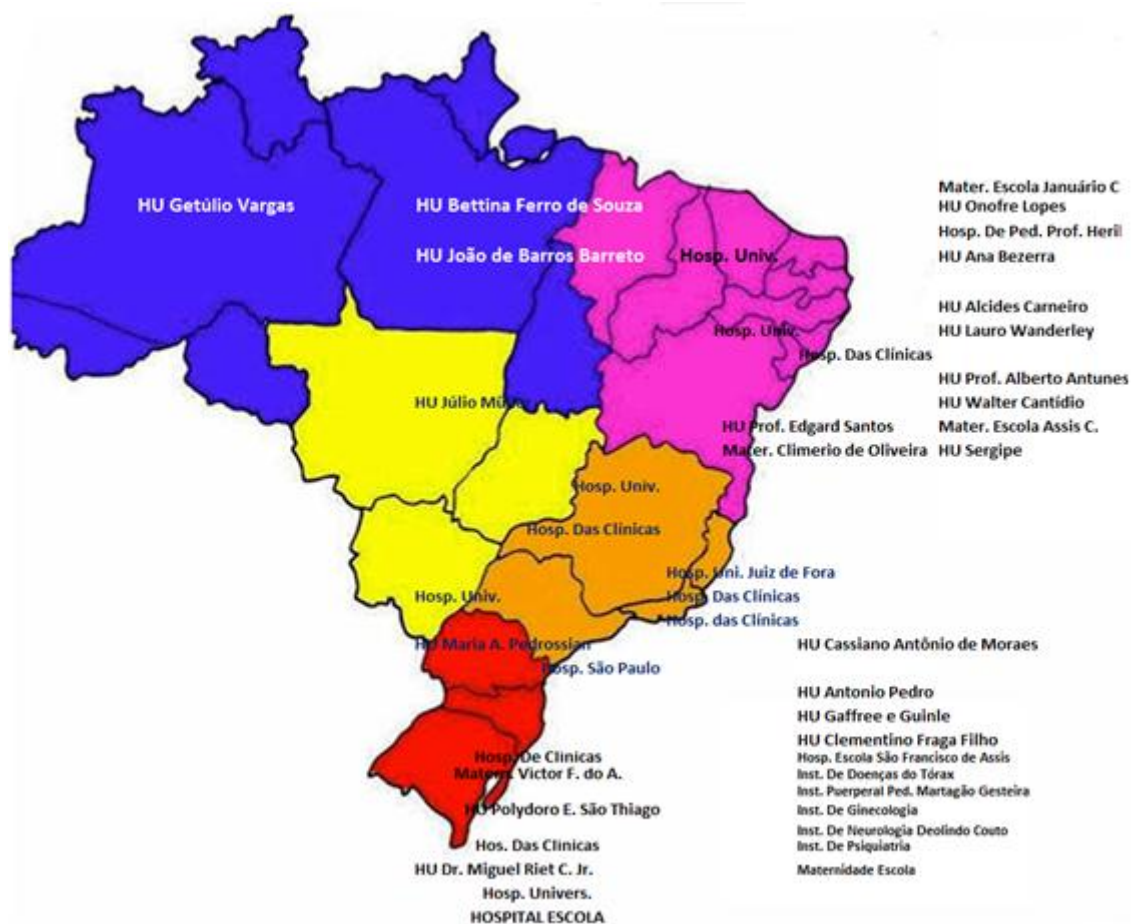 HU Getúlio Vargas
HU Bettina Ferro de Souza
HU João de Barros Barreto
Hosp. Univ.
Hosp. Univ.
Hosp. Das Clínicas
Mater. Escola Januário C
HU Onofre Lopes
Hosp. De Ped. Prof. Heril
HU Ana Bezerra
HU Alcides Carneiro
HU Lauro Wanderley
HU Prof. Alberto Antunes
HU Walter Cantídio
Mater. Escola Assis C.
HU Sergipe
HU Prof. Edgard Santos
Mater. Climerio de Oliveira
HU Júlio
Hosp. Univ.
Hosp. Das Clínicas
Hosp. Uni. Juiz de Fora
Hosp. Das Clínicas
Hosp. das Clínicas
Hosp. Univ.
HU Maria A. Pedrossian
Hosp. São Paulo
HU Cassiano Antônio de Moraes
HU Antonio Pedro
HU Gaffree e Guinle
HU Clementino Fraga Filho
Hosp. Escola São Francisco de Assis
Inst. De Doenças do Tórax
Inst. Puerperal Ped. Martagão Gesteira
Inst. De Ginecologia
Inst. De Neurologia Deolindo Couto
Inst. De Psiquiatria
Maternidade Escola
Hosp. De Clínicas
Matern. Victor F. do A.
HU Polydoro E. São Thiago
Hos. Das Clinicas
HU Dr. Miguel Riet C. Jr.
Hosp. Univers.
HOSPITAL ESCOLA